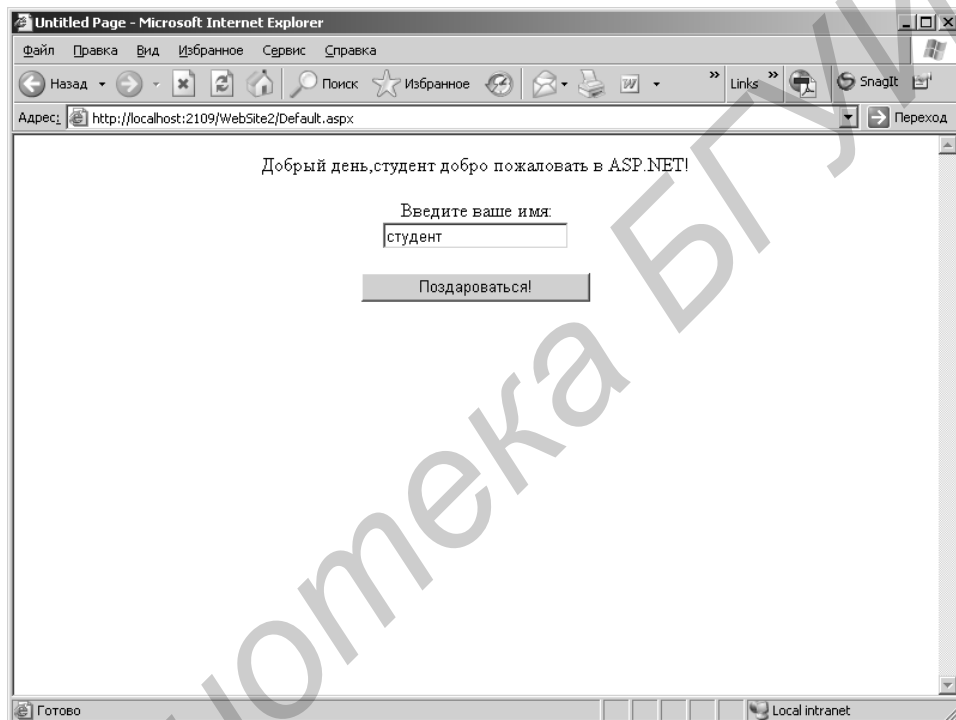 Untitled Page - Microsoft Internet Explorer
Файл Правка Вид Избранное Сервис Справка
Назад Поиск Избранное » Links » SnagIt
Адрес: http://localhost:2109/WebSite2/Default.aspx Переход
Добрый день,студент добро пожаловать в ASP.NET!
Введите ваше имя:
студент
Поздароваться!
Готово Local intranet